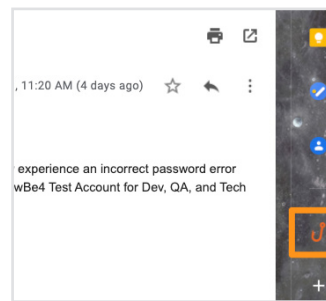 , 11:20 AM (4 days ago)
experience an incorrect password error
wBe4 Test Account for Dev, QA, and Tech